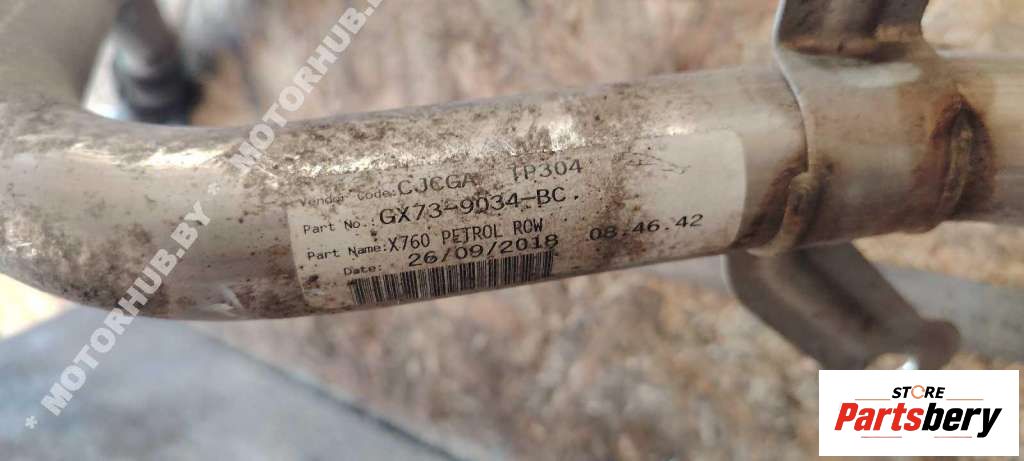 * MOTORHUB.BY
* MOTORHUB.BY *
Vendor Code: CJCGA TP304
Part No.: GX73-9034-BC.
Part Name: X760 PETROL ROW
Date: 26/09/2018 08.46.42
STORE
Partsbery